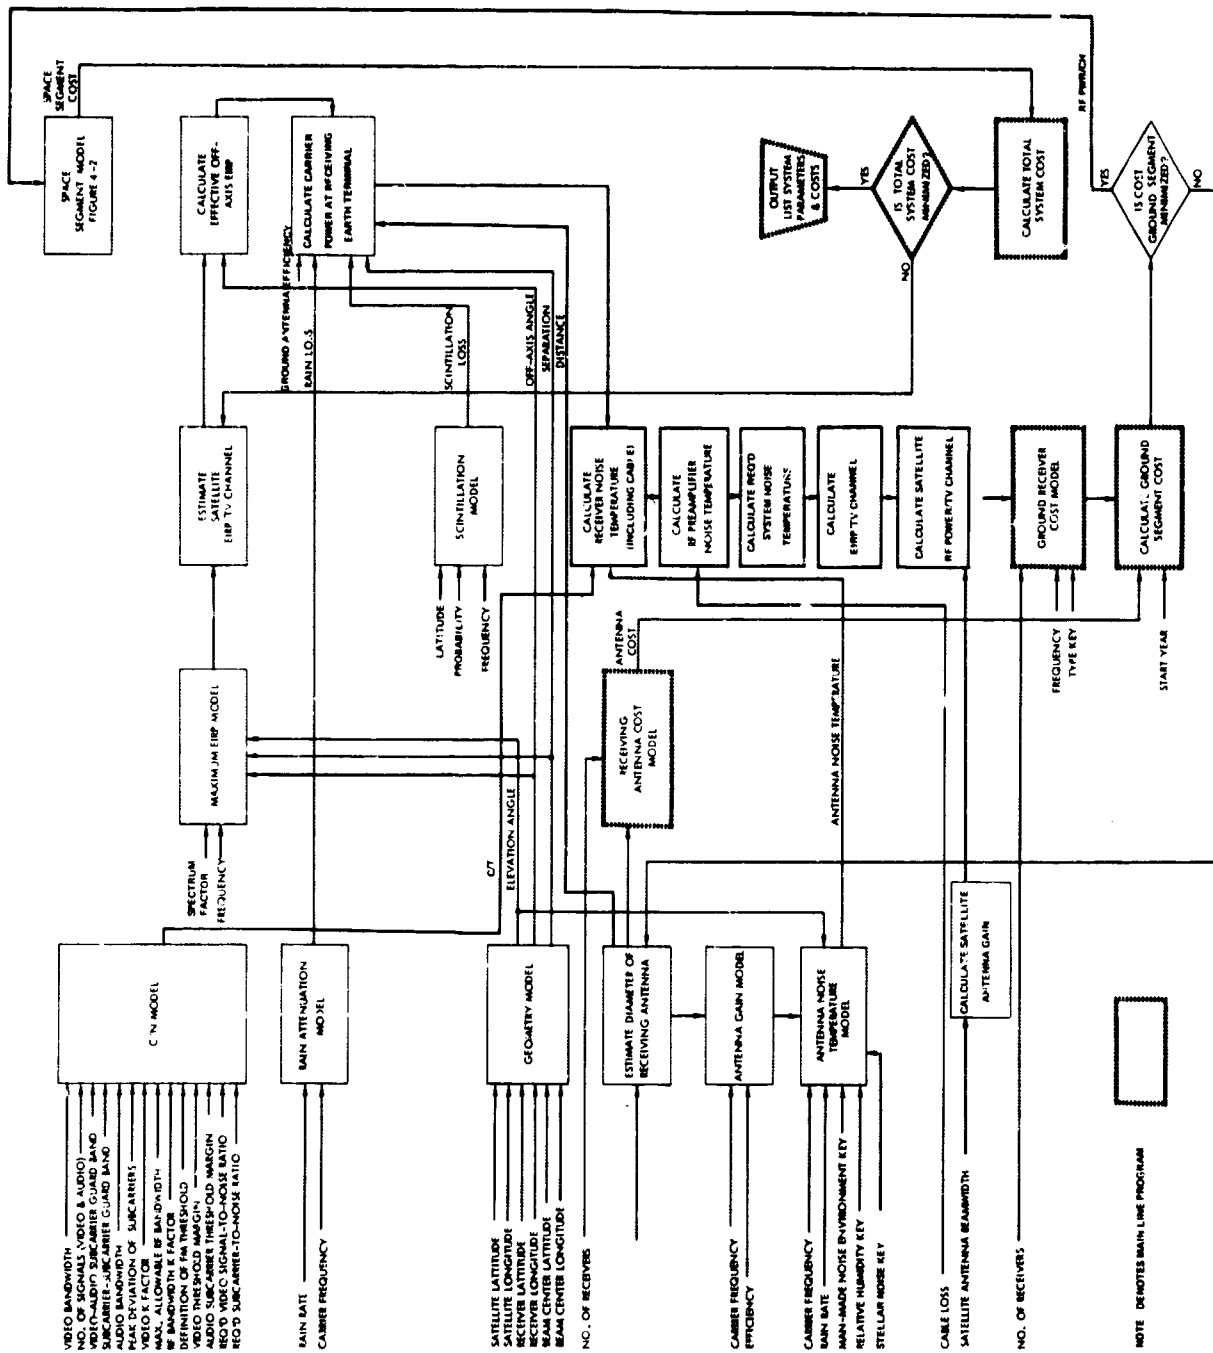 VIDEO BANDWIDTH
NO. OF SIGNALS (VIDEO & AUDIO)
VIDEO-AUDIO SUBCARRIER GUARD BAND
SUBCARRIER-SUBCARRIER GUARD BAND
AUDIO BANDWIDTH
PEAK DEVIATION OF SUBCARRIERS
VIDEO K FACTOR
MAX. ALLOWABLE RF BANDWIDTH
RF BANDWIDTH K FACTOR
DEFINITION OF FM THRESHOLD
VIDEO THRESHOLD MARGIN
AUDIO SUBCARRIER THRESHOLD MARGIN
REQ'D VIDEO SIGNAL-TO-NOISE RATIO
REQ'D SUBCARRIER-TO-NOISE RATIO
MODEL
RAIN RATE
CARRIER FREQUENCY
RAIN ATTENUATION
MODEL
SATELLITE LATTITUDE
SATELLITE LONGITUDE
RECEIVER LATTITUDE
RECEIVER LONGITUDE
BEAM CENTER LATTITUDE
BEAM CENTER LONGITUDE
GEOMETRY MODEL
NO. OF RECEIVERS
ESTIMATE DIAMETER OF
RECEIVING ANTENNA
CARRIER FREQUENCY
EFFICIENCY
ANTENNA GAIN MODEL
CARRIER FREQUENCY
RAIN RATE
MAN-MADE NOISE ENVIRONMENT KEY
RELATIVE HUMIDITY KEY
STELLAR NOISE KEY
ANTENNA NOISE
TEMPERATURE
MODEL
CABLE LOSS
SATELLITE ANTENNA BEAMWIDTH
CALCULATE SATELLITE
ANTENNA GAIN
NO. OF RECEIVERS
NOTE DENOTES MAIN LINE PROGRAM
SPECTRUM
FACTOR
FREQUENCY
MAXIMUM EIRP MODEL
C/T
ELEVATION ANGLE
RECEIVING
ANTENNA COST
MODEL
ANTENNA
COST
ANTENNA NOISE TEMPERATURE
ESTIMATE
SATELLITE
EIRP TV CHANNEL
LATITUDE
PROBABILITY
FREQUENCY
SCINTILLATION
MODEL
CALCULATE
RECEIVER NOISE
TEMPERATURE
(INCLUDING CABLE)
CALCULATE
RF PREAMPLIFIER
NOISE TEMPERATURE
CALCULATE REQ'D
SYSTEM NOISE
TEMPERATURE
CALCULATE
EIRP TV CHANNEL
CALCULATE SATELLITE
RF POWER/TV CHANNEL
FREQUENCY
TYPE KEY
GROUND RECEIVER
COST MODEL
START YEAR
CALCULATE GROUND
SEGMENT COST
SPACE
SEGMENT MODEL
FIGURE 4-2
SPACE
SEGMENT
COST
CALCULATE
EFFECTIVE OFF-
AXIS EIRP
CALCULATE CARRIER
POWER AT RECEIVING
EARTH TERMINAL
GROUND ANTENNA EFFICIENCY
RAIN LOSS
SCINTILLATION
LOSS
OFF-AXIS ANGLE
SEPARATION
DISTANCE
OUTPUT
LIST SYSTEM
PARAMETERS
& COSTS
YES
IS TOTAL
SYSTEM COST
MINIMIZED?
NO
CALCULATE TOTAL
SYSTEM COST
RF PWR/CH
YES
IS COST
GROUND SEGMENT
MINIMIZED?
NO